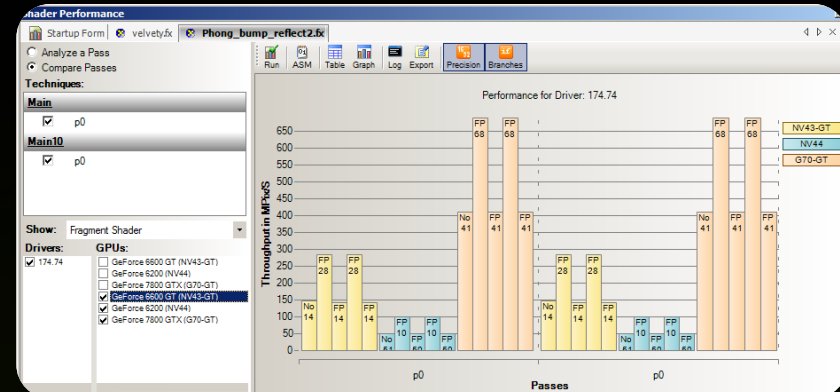 Shader Performance
Startup Form velvety.fx Phong_bump_reflect2.fx
Analyze a Pass
Compare Passes
Techniques:
Main
p0
Main10
p0
Show: Fragment Shader
Drivers: GPUs:
174.74
GeForce 6600 GT (NV43-GT)
GeForce 6200 (NV44)
GeForce 7800 GTX (G70-GT)
GeForce 6600 GT (NV43-GT)
GeForce 6200 (NV44)
GeForce 7800 GTX (G70-GT)
Run ASM Table Graph Log Export Precision Branches
Performance for Driver: 174.74
Throughput in MPix/S
650
600
550
500
450
400
350
300
250
200
150
100
50
0
No 14
FP 28
FP 14
FP 28
FP 14
No
FP 10
FP
FP 10
FP
No 41
FP 68
FP 41
FP 68
FP 41
No 14
FP 28
FP 14
FP 28
FP 14
No
FP 10
FP
FP 10
FP
No 41
FP 68
FP 41
FP 68
FP 41
p0 p0
Passes
NV43-GT
NV44
G70-GT